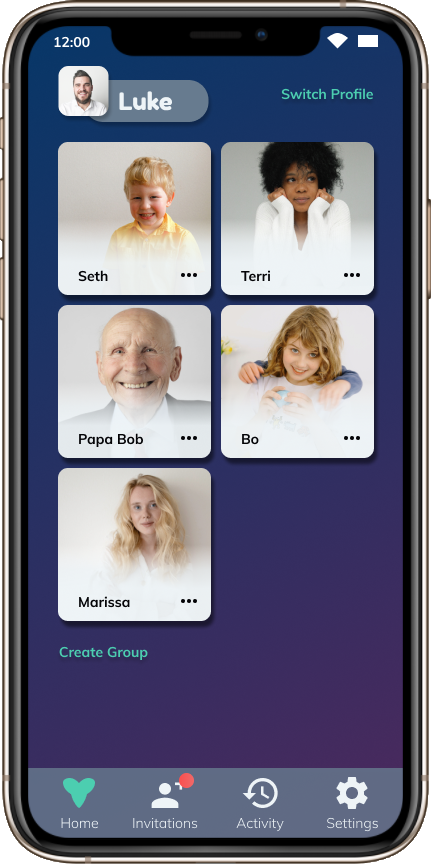 12:00
Luke
Switch Profile
Seth
Terri
Papa Bob
Bo
Marissa
Create Group
Home
Invitations
Activity
Settings